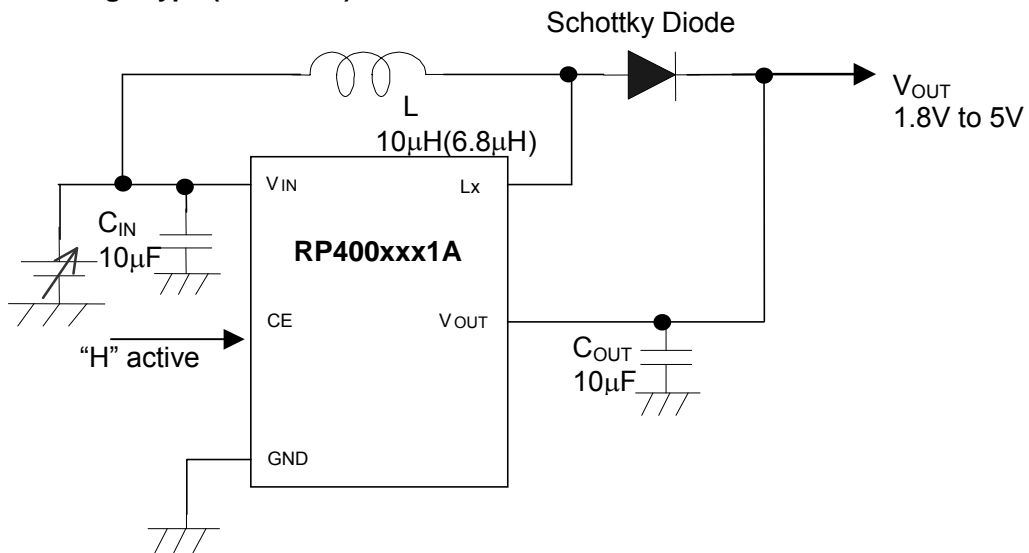 Schottky Diode
VOUT
1.8V to 5V
L
10μH(6.8μH)
VIN
Lx
CIN
10μF
RP400xxx1A
CE
VOUT
"H" active
COUT
10μF
GND